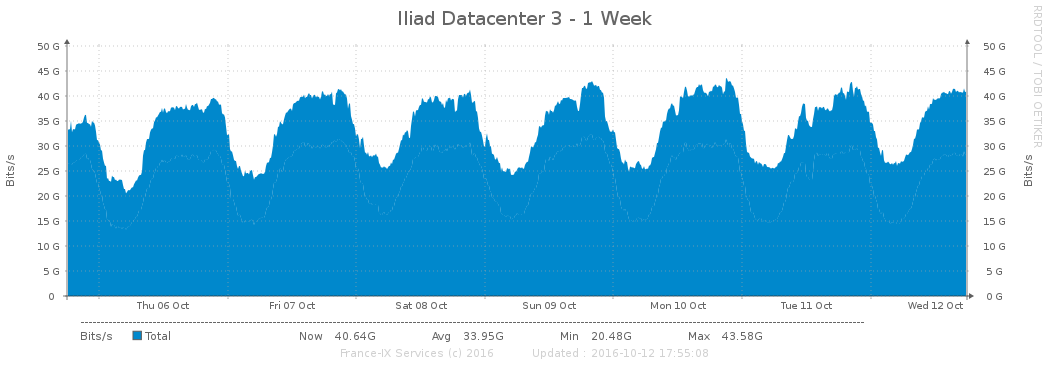 Iliad Datacenter 3 - 1 Week
RRDTOOL / TOBI OETIKER
50 G 50 G
45 G 45 G
40 G 40 G
35 G 35 G
30 G 30 G
25 G 25 G
20 G 20 G
15 G 15 G
10 G 10 G
5 G 5 G
0 0 G
Bits/s
Bits/s
Thu 06 Oct Fri 07 Oct Sat 08 Oct Sun 09 Oct Mon 10 Oct Tue 11 Oct Wed 12 Oct
Bits/s Total Now 40.64G Avg 33.95G Min 20.48G Max 43.58G
France-IX Services (c) 2016 Updated : 2016-10-12 17:55:08